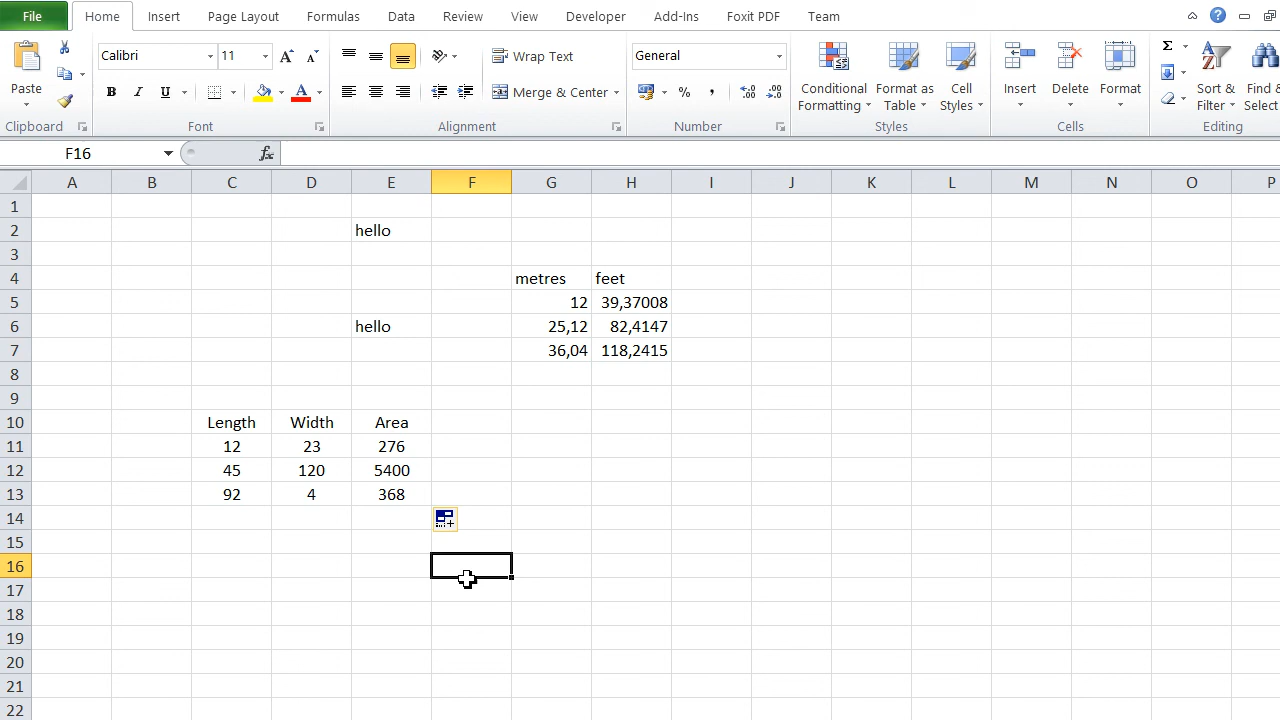 File Home Insert Page Layout Formulas Data Review View Developer Add-Ins Foxit PDF Team
Calibri 11 Wrap Text General
Paste B I U Merge & Center % , Conditional Formatting Format as Table Cell Styles Insert Delete Format Sort & Filter Find & Select
Clipboard Font Alignment Number Styles Cells Editing
F16 fx
A B C D E F G H I J K L M N O P
1
2 hello
3
4 metres feet
5 12 39,37008
6 hello 25,12 82,4147
7 36,04 118,2415
8
9
10 Length Width Area
11 12 23 276
12 45 120 5400
13 92 4 368
14
15
16
17
18
19
20
21
22